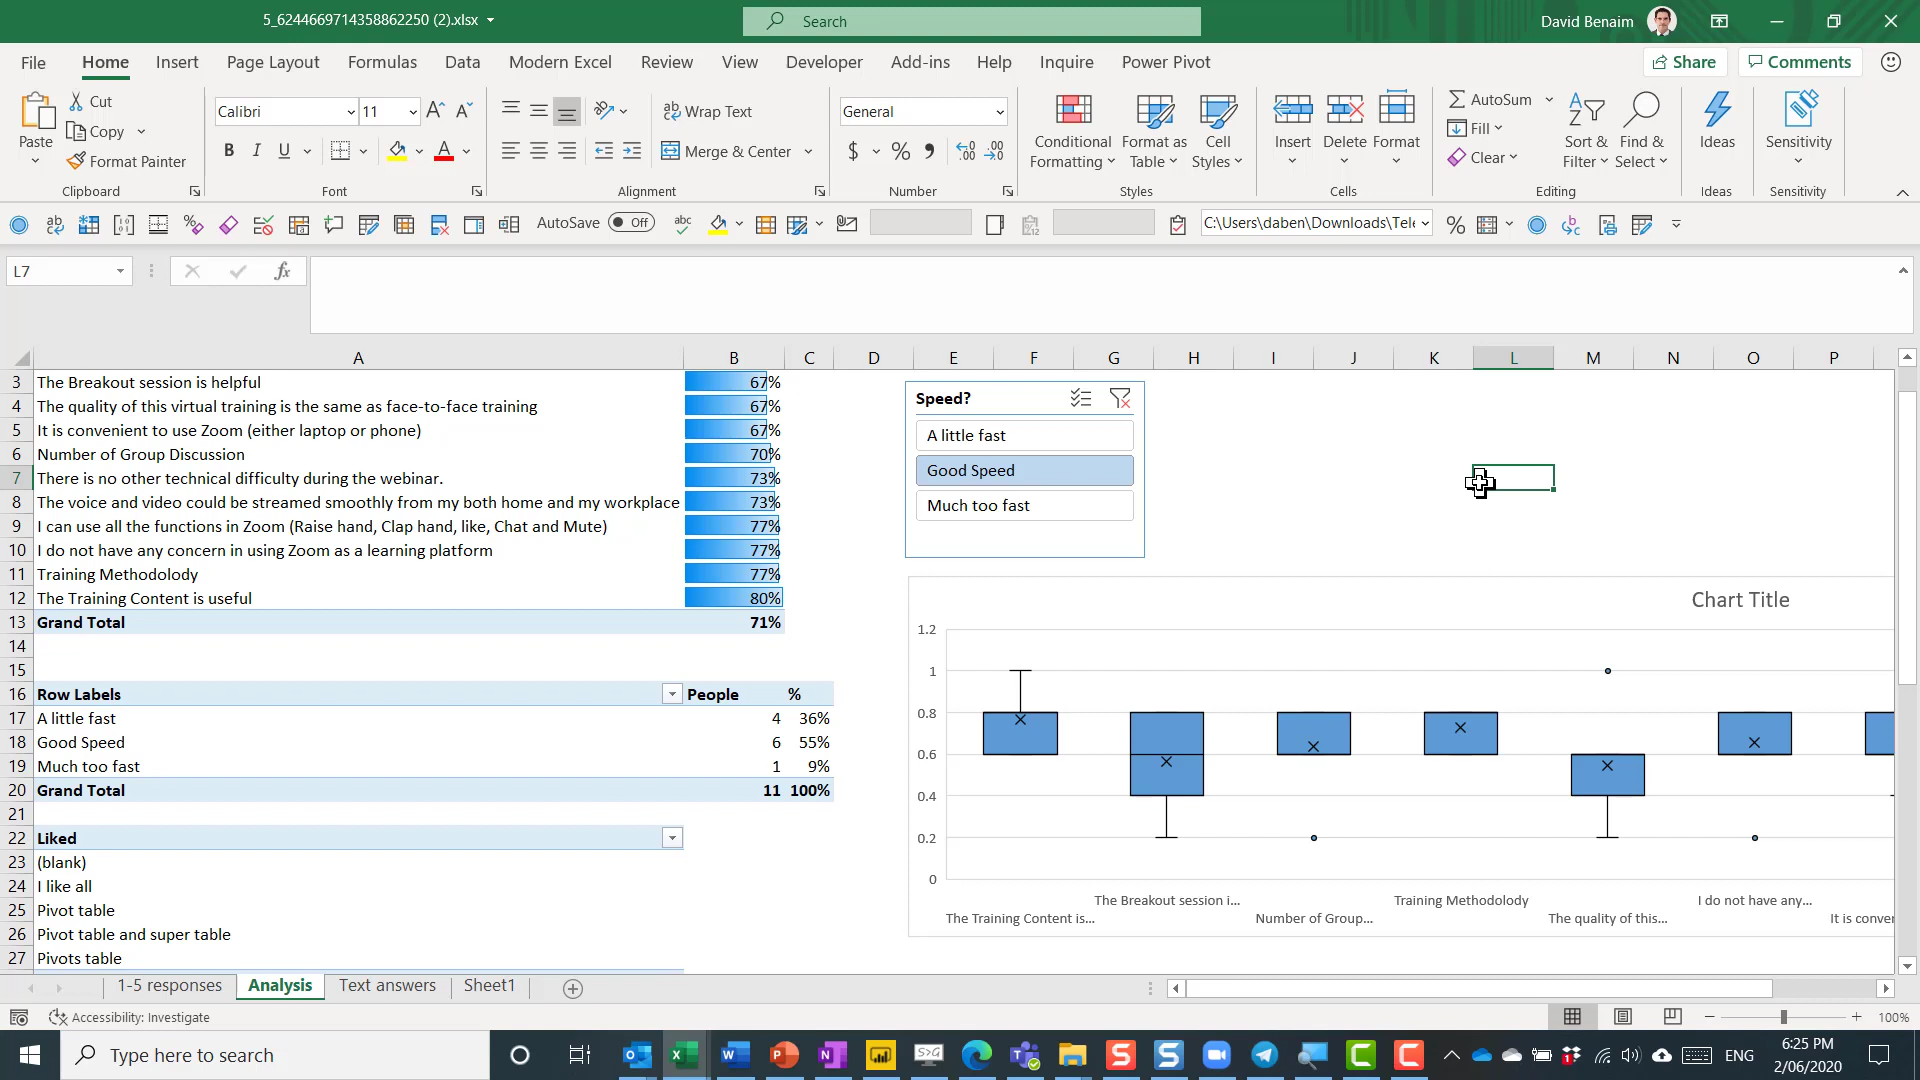 5_6244669714358862250 (2).xlsx
Search
David Benaim
File Home Insert Page Layout Formulas Data Modern Excel Review View Developer Add-ins Help Inquire Power Pivot
Share
Comments
Paste
Cut
Copy
Format Painter
Clipboard
Calibri
11
B I U
A
Font
ab Wrap Text
Merge & Center
Alignment
General
$ % 9
Number
Conditional Formatting
Format as Table
Cell Styles
Styles
Insert
Delete
Format
Cells
AutoSum
Fill
Clear
Sort & Filter
Find & Select
Editing
Ideas
Ideas
Sensitivity
Sensitivity
AutoSave Off
C:\Users\daben\Downloads\Tele
L7
fx
A B C D E F G H I J K L M N O P
3 The Breakout session is helpful 67%
4 The quality of this virtual training is the same as face-to-face training 67%
5 It is convenient to use Zoom (either laptop or phone) 67%
6 Number of Group Discussion 70%
7 There is no other technical difficulty during the webinar. 73%
8 The voice and video could be streamed smoothly from my both home and my workplace 73%
9 I can use all the functions in Zoom (Raise hand, Clap hand, like, Chat and Mute) 77%
10 I do not have any concern in using Zoom as a learning platform 77%
11 Training Methodolody 77%
12 The Training Content is useful 80%
13 Grand Total 71%
14
15
16 Row Labels People %
17 A little fast 4 36%
18 Good Speed 6 55%
19 Much too fast 1 9%
20 Grand Total 11 100%
21
22 Liked
23 (blank)
24 I like all
25 Pivot table
26 Pivot table and super table
27 Pivots table
Speed?
A little fast
Good Speed
Much too fast
Chart Title
1.2
1
0.8
0.6
0.4
0.2
0
The Training Content is...
The Breakout session i...
Number of Group...
Training Methodolody
The quality of this...
I do not have any...
It is conver
1-5 responses Analysis Text answers Sheet1
Accessibility: Investigate
100%
Type here to search
ENG
6:25 PM
2/06/2020